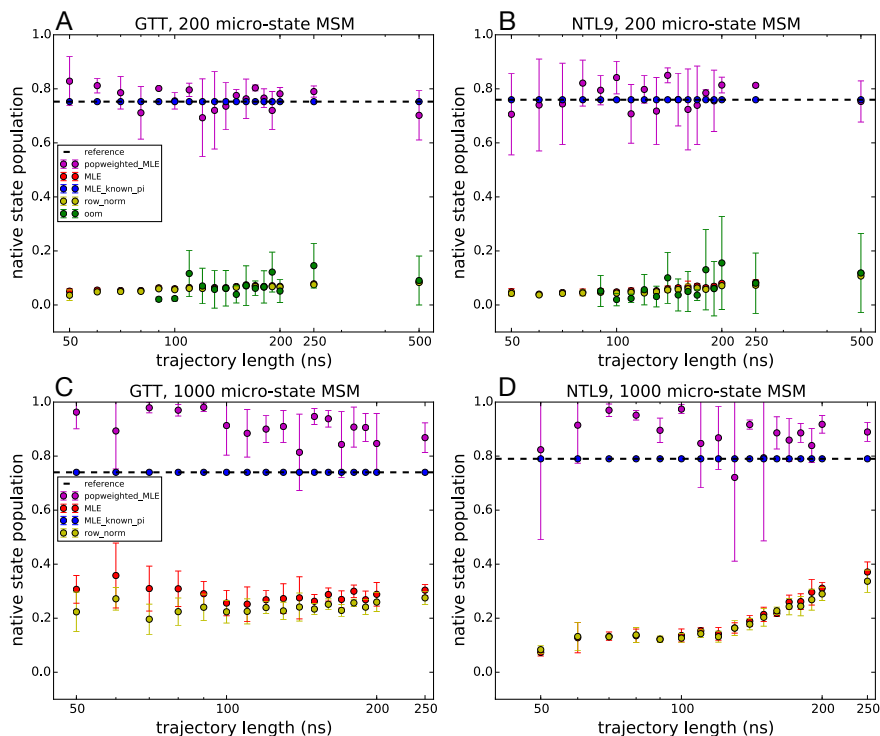 A
GTT, 200 micro-state MSM
native state population
1.0
0.8
0.6
0.4
0.2
0.0
reference
popweighted_MLE
MLE
MLE_known_pi
row_norm
oom
50
100
200
250
500
trajectory length (ns)
B
NTL9, 200 micro-state MSM
native state population
1.0
0.8
0.6
0.4
0.2
0.0
50
100
200
250
500
trajectory length (ns)
C
GTT, 1000 micro-state MSM
native state population
1.0
0.8
0.6
0.4
0.2
0.0
reference
popweighted_MLE
MLE
MLE_known_pi
row_norm
50
100
200
250
trajectory length (ns)
D
NTL9, 1000 micro-state MSM
native state population
1.0
0.8
0.6
0.4
0.2
0.0
50
100
200
250
trajectory length (ns)